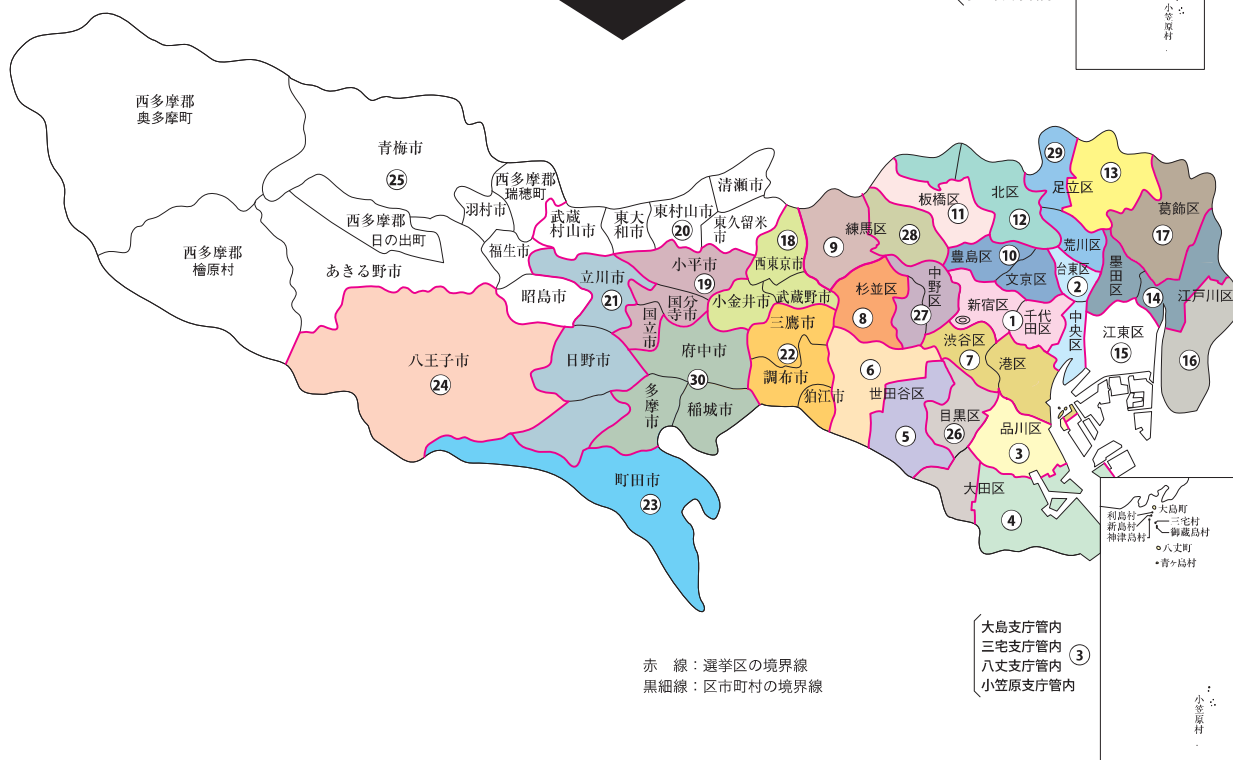 小笠原村
西多摩郡
奥多摩町
青梅市
25
西多摩郡
瑞穂町
羽村市
西多摩郡
日の出町
福生市
西多摩郡
檜原村
あきる野市
昭島市
武蔵
村山市
東大
和市
東村山市
20
清瀬市
東久留米
市
立川市
21
小平市
19
国分
寺市
国立市
18
西東京市
小金井市
武蔵野市
八王子市
24
日野市
府中市
30
多摩市
稲城市
三鷹市
22
調布市
狛江市
町田市
23
練馬区
9
28
板橋区
11
北区
12
足立区
29
13
葛飾区
17
豊島区
10
文京区
荒川区
台東区
2
墨田区
14
江戸川区
16
杉並区
8
中野区
27
新宿区
1
千代
田区
中央区
江東区
15
渋谷区
7
港区
6
世田谷区
5
目黒区
26
品川区
3
大田区
4
利島村
新島村
神津島村
大島町
三宅村
御蔵島村
八丈町
青ヶ島村
小笠原村
大島支庁管内
三宅支庁管内
八丈支庁管内
小笠原支庁管内
3
赤 線：選挙区の境界線
黒細線：区市町村の境界線